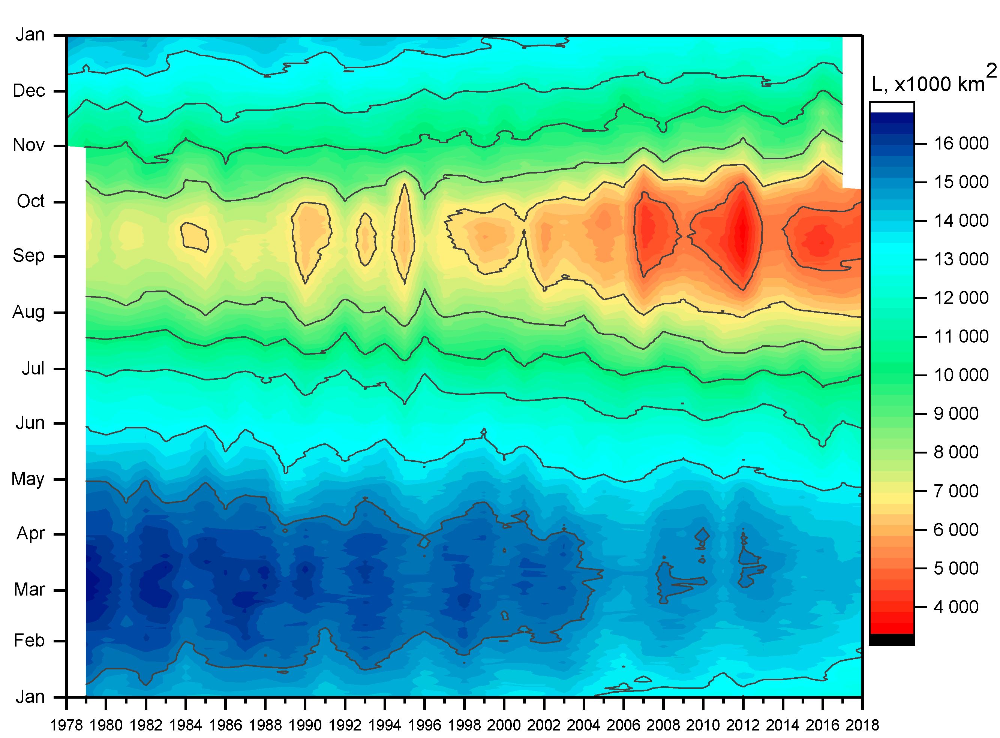 Jan
Dec
Nov
Oct
Sep
Aug
Jul
Jun
May
Apr
Mar
Feb
Jan
1978 1980 1982 1984 1986 1988 1990 1992 1994 1996 1998 2000 2002 2004 2006 2008 2010 2012 2014 2016 2018
L, x1000 km²
16 000
15 000
14 000
13 000
12 000
11 000
10 000
9 000
8 000
7 000
6 000
5 000
4 000